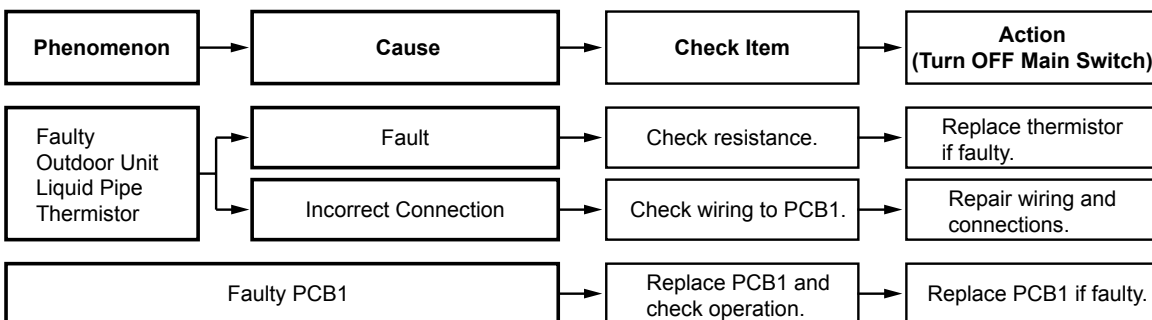 Phenomenon
Cause
Check Item
Action
(Turn OFF Main Switch)
Faulty
Outdoor Unit
Liquid Pipe
Thermistor
Fault
Check resistance.
Replace thermistor
if faulty.
Incorrect Connection
Check wiring to PCB1.
Repair wiring and
connections.
Faulty PCB1
Replace PCB1 and
check operation.
Replace PCB1 if faulty.